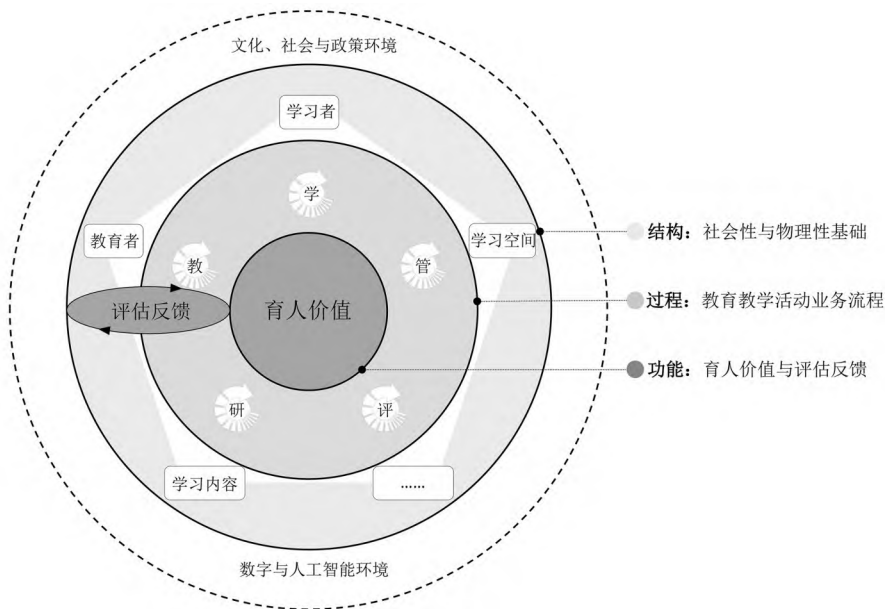 文化、社会与政策环境
学习者
学
教育者
学习空间
教
管
结构：社会性与物理性基础
过程：教育教学活动业务流程
评估反馈
育人价值
功能：育人价值与评估反馈
研
评
学习内容
……
数字与人工智能环境